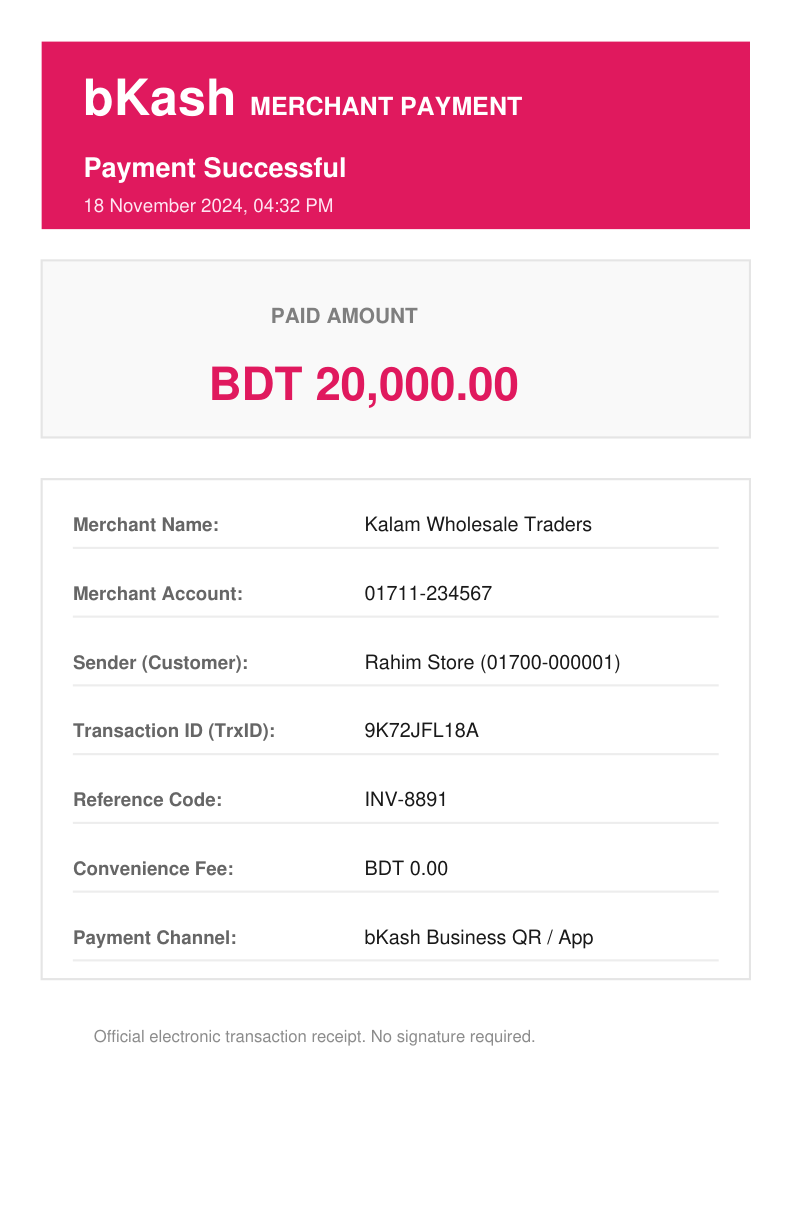 bKash MERCHANT PAYMENT
Payment Successful
18 November 2024, 04:32 PM
PAID AMOUNT
BDT 20,000.00
Merchant Name: Kalam Wholesale Traders
Merchant Account: 01711-234567
Sender (Customer): Rahim Store (01700-000001)
Transaction ID (TrxID): 9K72JFL18A
Reference Code: INV-8891
Convenience Fee: BDT 0.00
Payment Channel: bKash Business QR / App
Official electronic transaction receipt. No signature required.